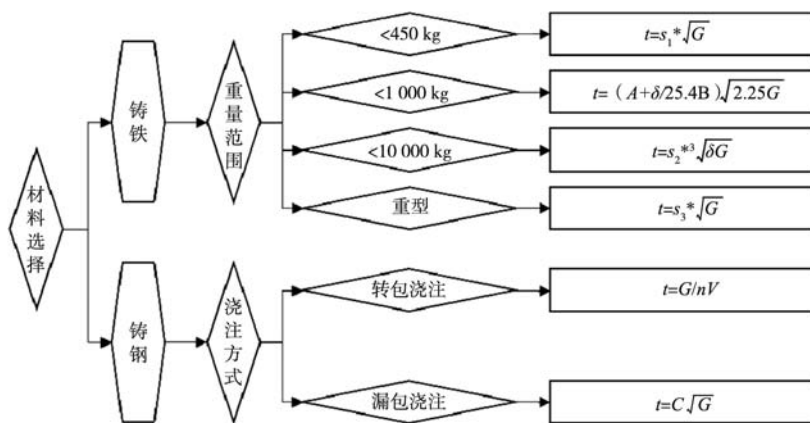 材料选择
铸铁
重量范围
<450 kg
t=s₁*√G
<1 000 kg
t=（A+δ/25.4B）√2.25G
<10 000 kg
t=s₂*³√δG
重型
t=s₃*√G
铸钢
浇注方式
转包浇注
t=G/nV
漏包浇注
t=C√G